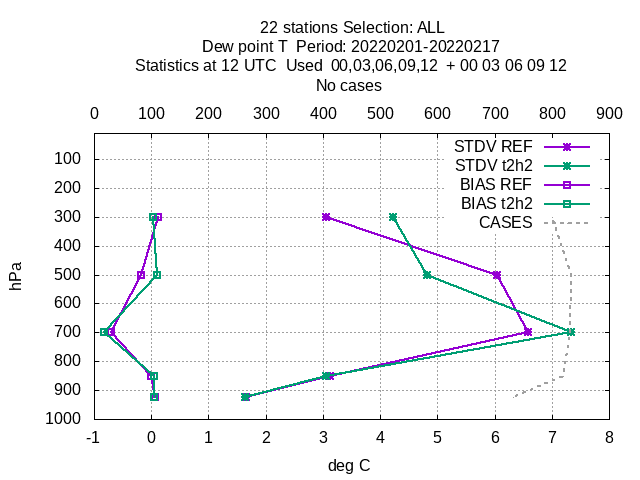 22 stations Selection: ALL
Dew point T  Period: 20220201-20220217
Statistics at 12 UTC  Used  00,03,06,09,12  + 00 03 06 09 12
No cases
0 100 200 300 400 500 600 700 800 900
STDV REF
STDV t2h2
BIAS REF
BIAS t2h2
CASES
hPa
100
200
300
400
500
600
700
800
900
1000
-1 0 1 2 3 4 5 6 7 8
deg C